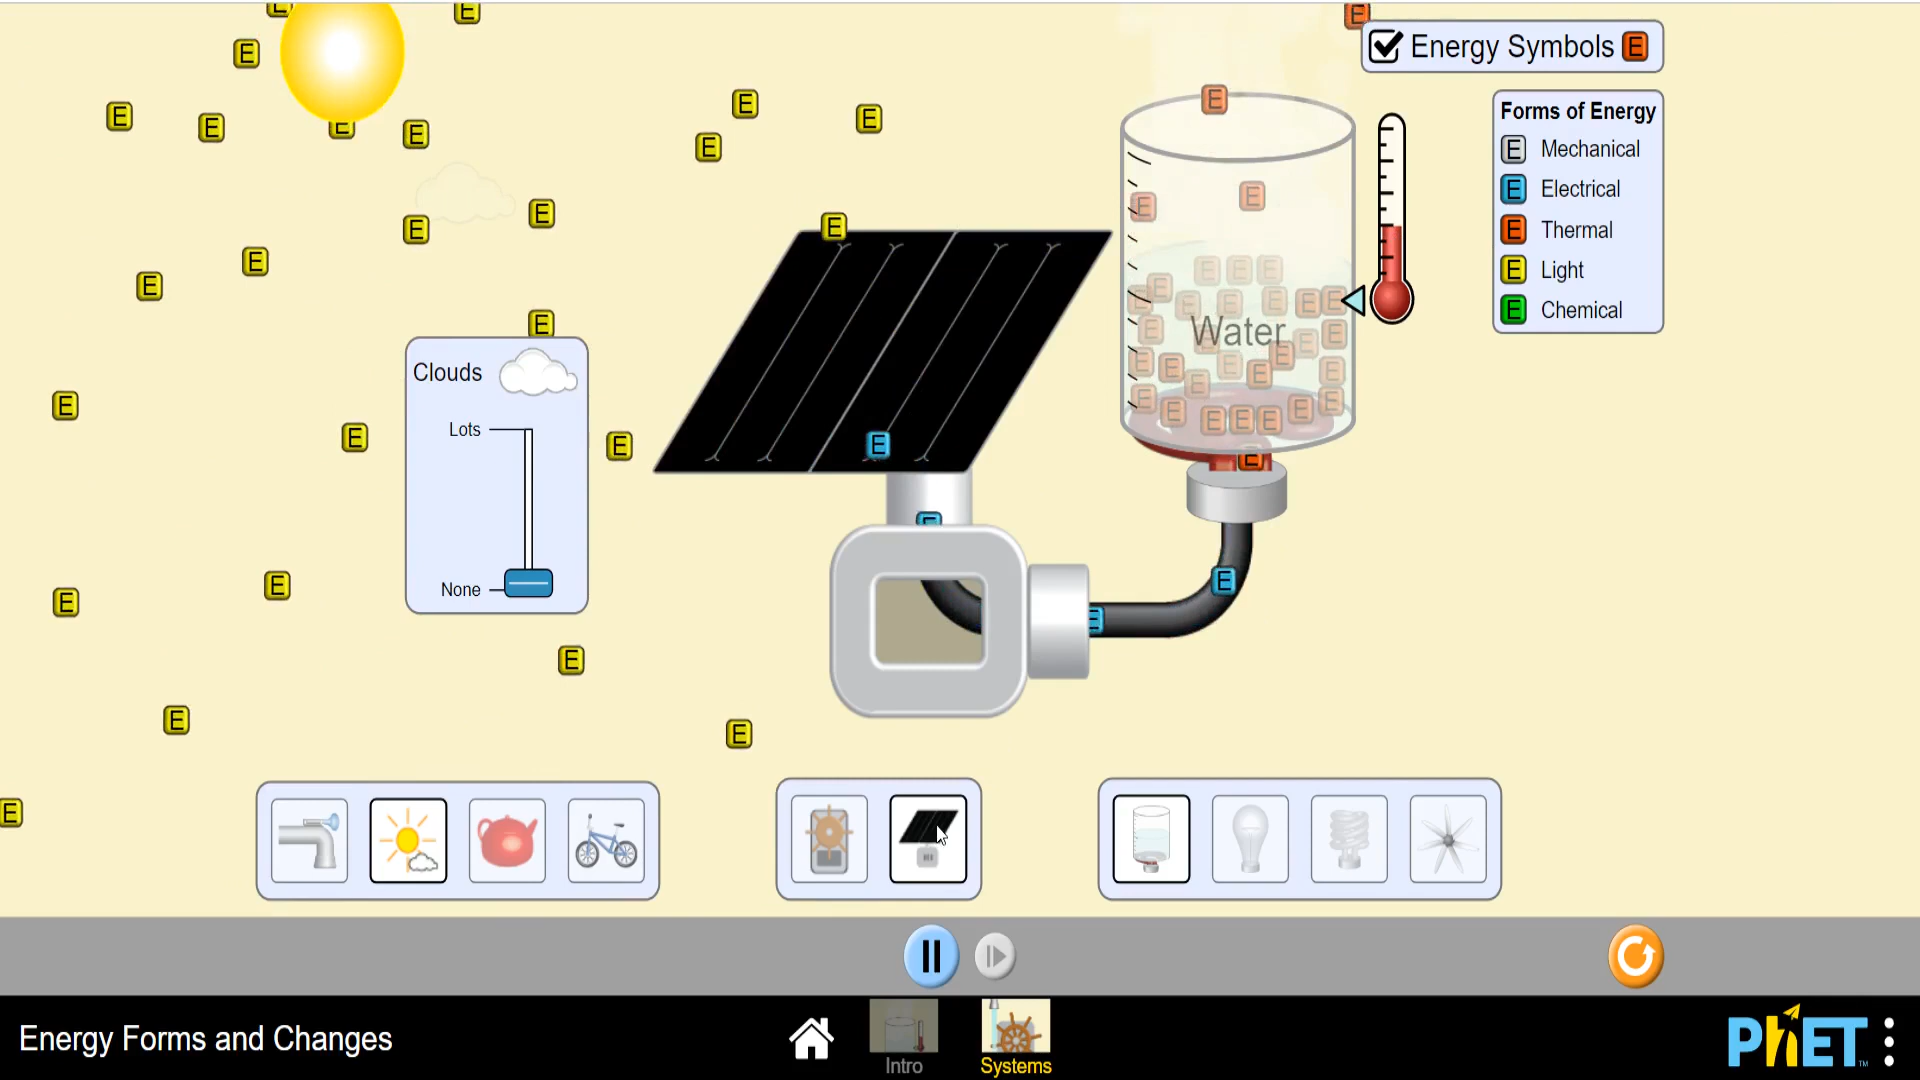 Energy Symbols E
Forms of Energy
E Mechanical
E Electrical
E Thermal
E Light
E Chemical
Water
Clouds
Lots
None
Energy Forms and Changes
Intro
Systems
PhET